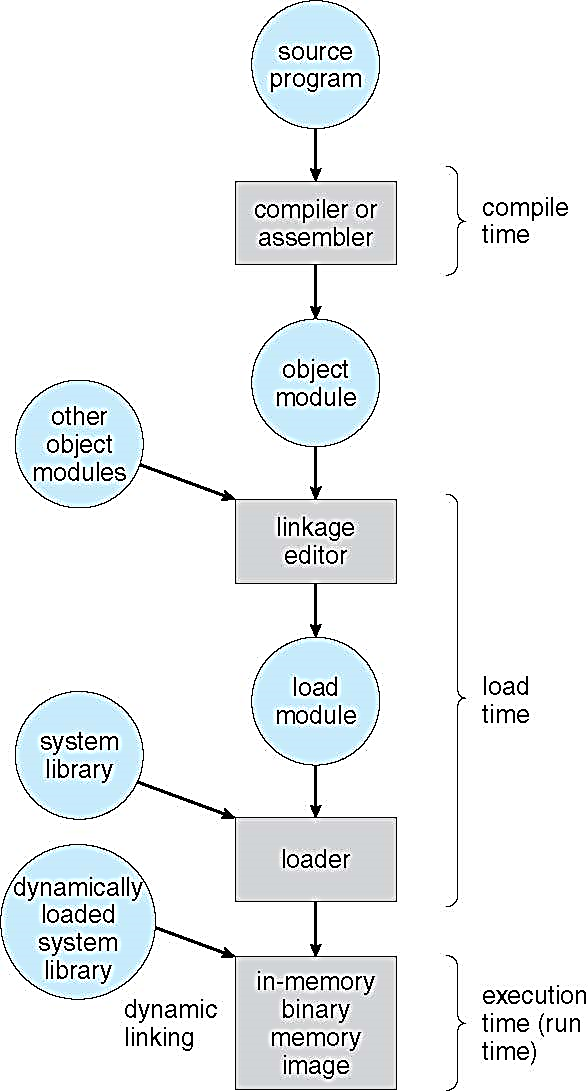 source
program
compiler or
assembler
compile
time
object
module
other
object
modules
linkage
editor
load
module
load
time
system
library
loader
dynamically
loaded
system
library
dynamic
linking
in-memory
binary
memory
image
execution
time (run
time)